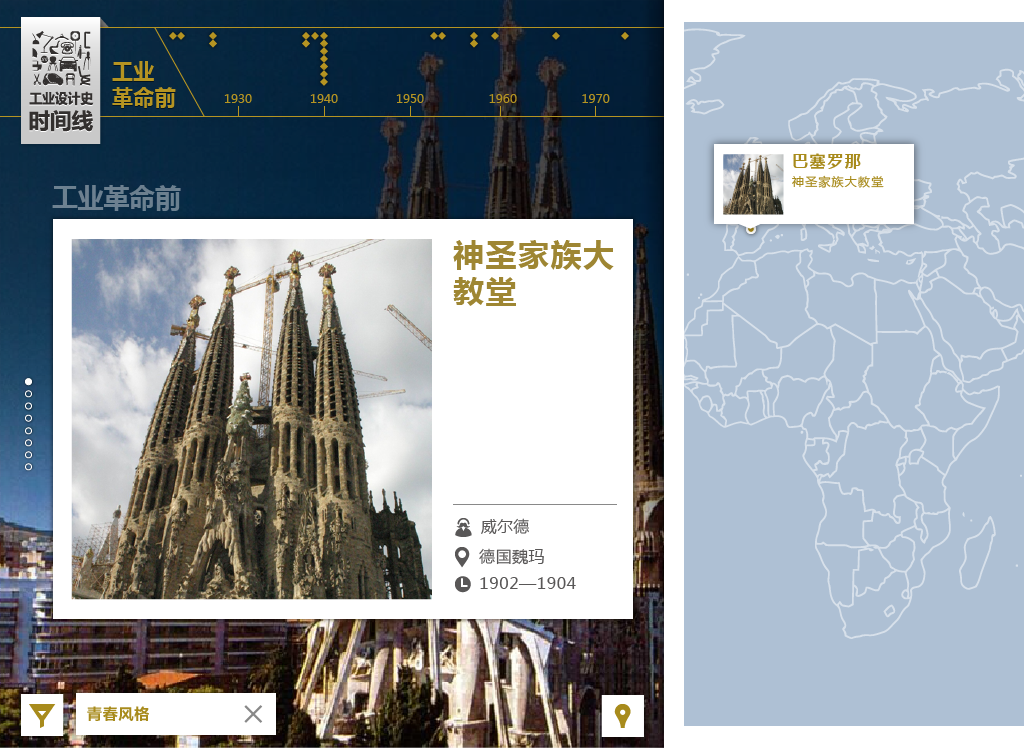 工业设计史
时间线
工业
革命前
1930
1940
1950
1960
1970
工业革命前
神圣家族大
教堂
威尔德
德国魏玛
1902—1904
青春风格
巴塞罗那
神圣家族大教堂